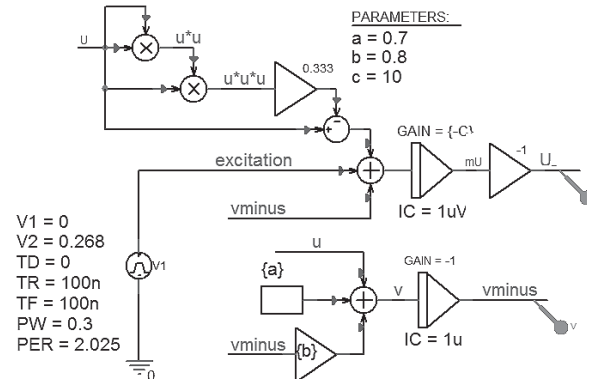 U
u*u
u*u*u
0.333
PARAMETERS:
a = 0.7
b = 0.8
c = 10
excitation
vminus
GAIN = {-C}
IC = 1uV
mU
-1
U_
V1 = 0
V2 = 0.268
TD = 0
TR = 100n
TF = 100n
PW = 0.3
PER = 2.025
V1
0
u
{a}
vminus
{b}
v
GAIN = -1
IC = 1u
vminus
V